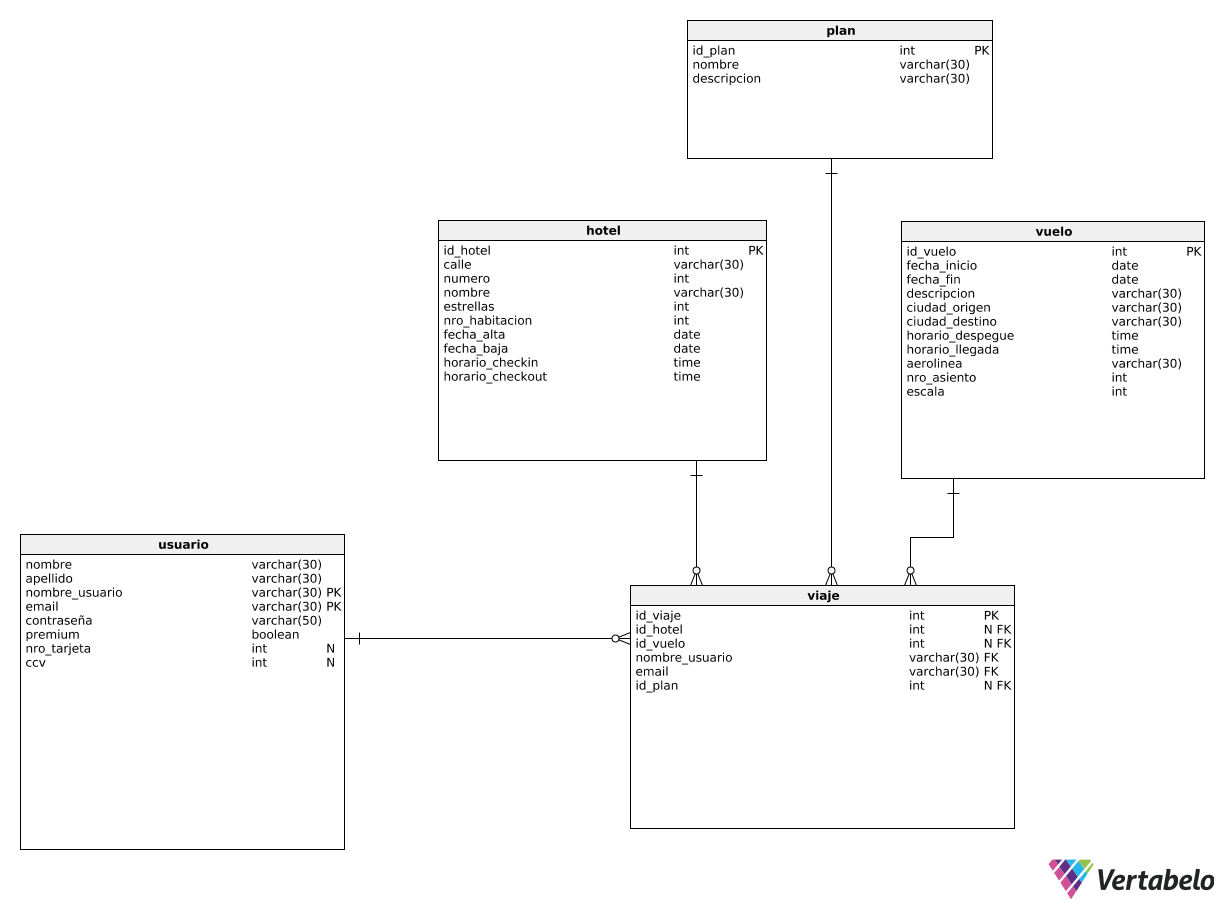 plan
id_plan int PK
nombre varchar(30)
descripcion varchar(30)
hotel
id_hotel int PK
calle varchar(30)
numero int
nombre varchar(30)
estrellas int
nro_habitacion int
fecha_alta date
fecha_baja date
horario_checkin time
horario_checkout time
vuelo
id_vuelo int PK
fecha_inicio date
fecha_fin date
descripcion varchar(30)
ciudad_origen varchar(30)
ciudad_destino varchar(30)
horario_despegue time
horario_llegada time
aerolinea varchar(30)
nro_asiento int
escala int
usuario
nombre varchar(30)
apellido varchar(30)
nombre_usuario varchar(30) PK
email varchar(30) PK
contraseña varchar(50)
premium boolean
nro_tarjeta int N
ccv int N
viaje
id_viaje int PK
id_hotel int N FK
id_vuelo int N FK
nombre_usuario varchar(30) FK
email varchar(30) FK
id_plan int N FK
Vertabelo